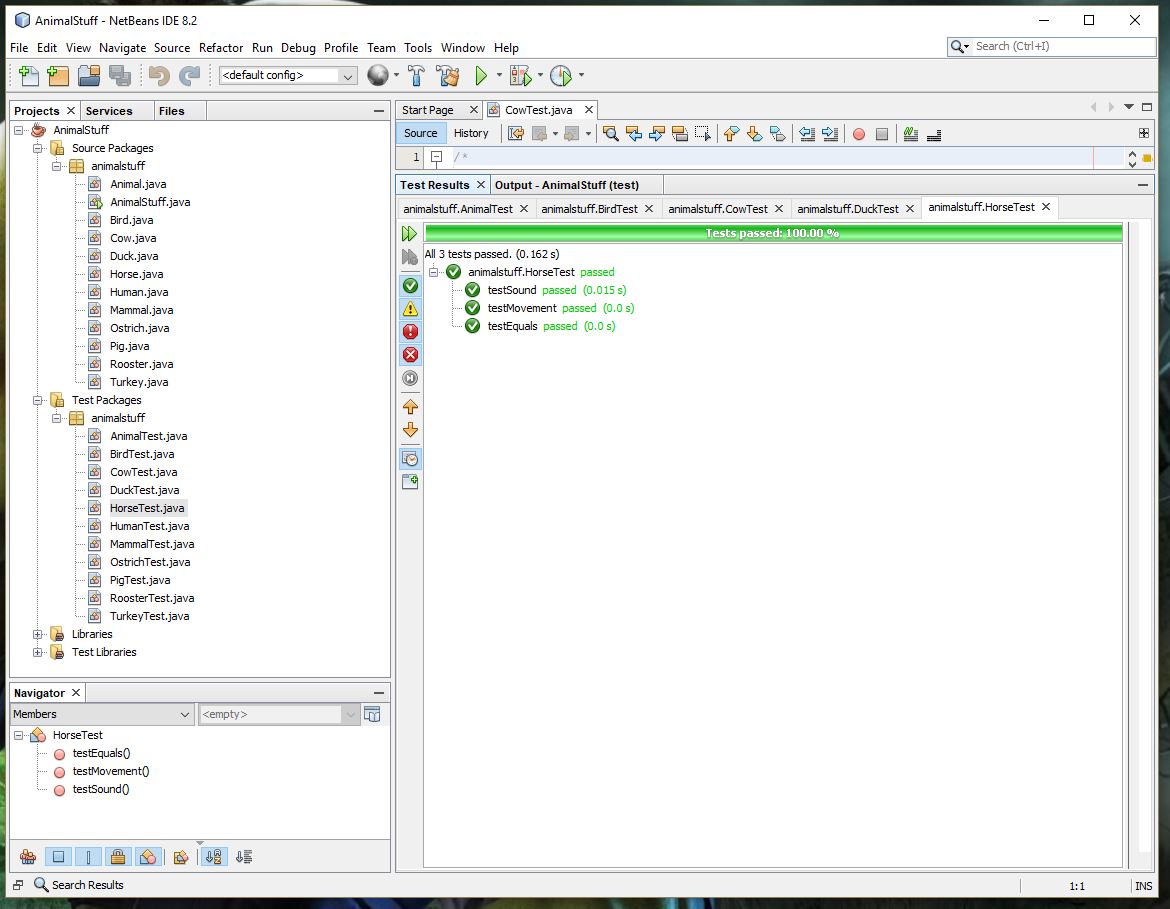 AnimalStuff - NetBeans IDE 8.2
File Edit View Navigate Source Refactor Run Debug Profile Team Tools Window Help
Search (Ctrl+I)
<default config>
Projects Services Files
AnimalStuff
Source Packages
animalstuff
Animal.java
AnimalStuff.java
Bird.java
Cow.java
Duck.java
Horse.java
Human.java
Mammal.java
Ostrich.java
Pig.java
Rooster.java
Turkey.java
Test Packages
animalstuff
AnimalTest.java
BirdTest.java
CowTest.java
DuckTest.java
HorseTest.java
HumanTest.java
MammalTest.java
OstrichTest.java
PigTest.java
RoosterTest.java
TurkeyTest.java
Libraries
Test Libraries
Navigator
Members <empty>
HorseTest
testEquals()
testMovement()
testSound()
Start Page CowTest.java
Source History
1 /*
Test Results Output - AnimalStuff (test)
animalstuff.AnimalTest animalstuff.BirdTest animalstuff.CowTest animalstuff.DuckTest animalstuff.HorseTest
Tests passed: 100.00 %
All 3 tests passed. (0.162 s)
animalstuff.HorseTest passed
testSound passed (0.015 s)
testMovement passed (0.0 s)
testEquals passed (0.0 s)
Search Results
1:1 INS